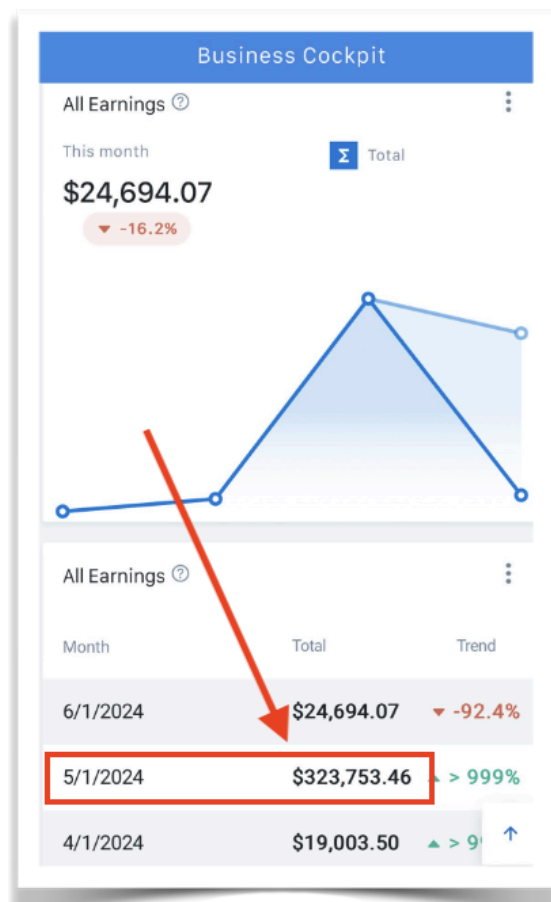 Business Cockpit
All Earnings ?
This month
Σ Total
$24,694.07
▼ -16.2%
All Earnings ?
Month Total Trend
6/1/2024 $24,694.07 ▼ -92.4%
5/1/2024 $323,753.46 ▲ > 999%
4/1/2024 $19,003.50 ▲ > 9